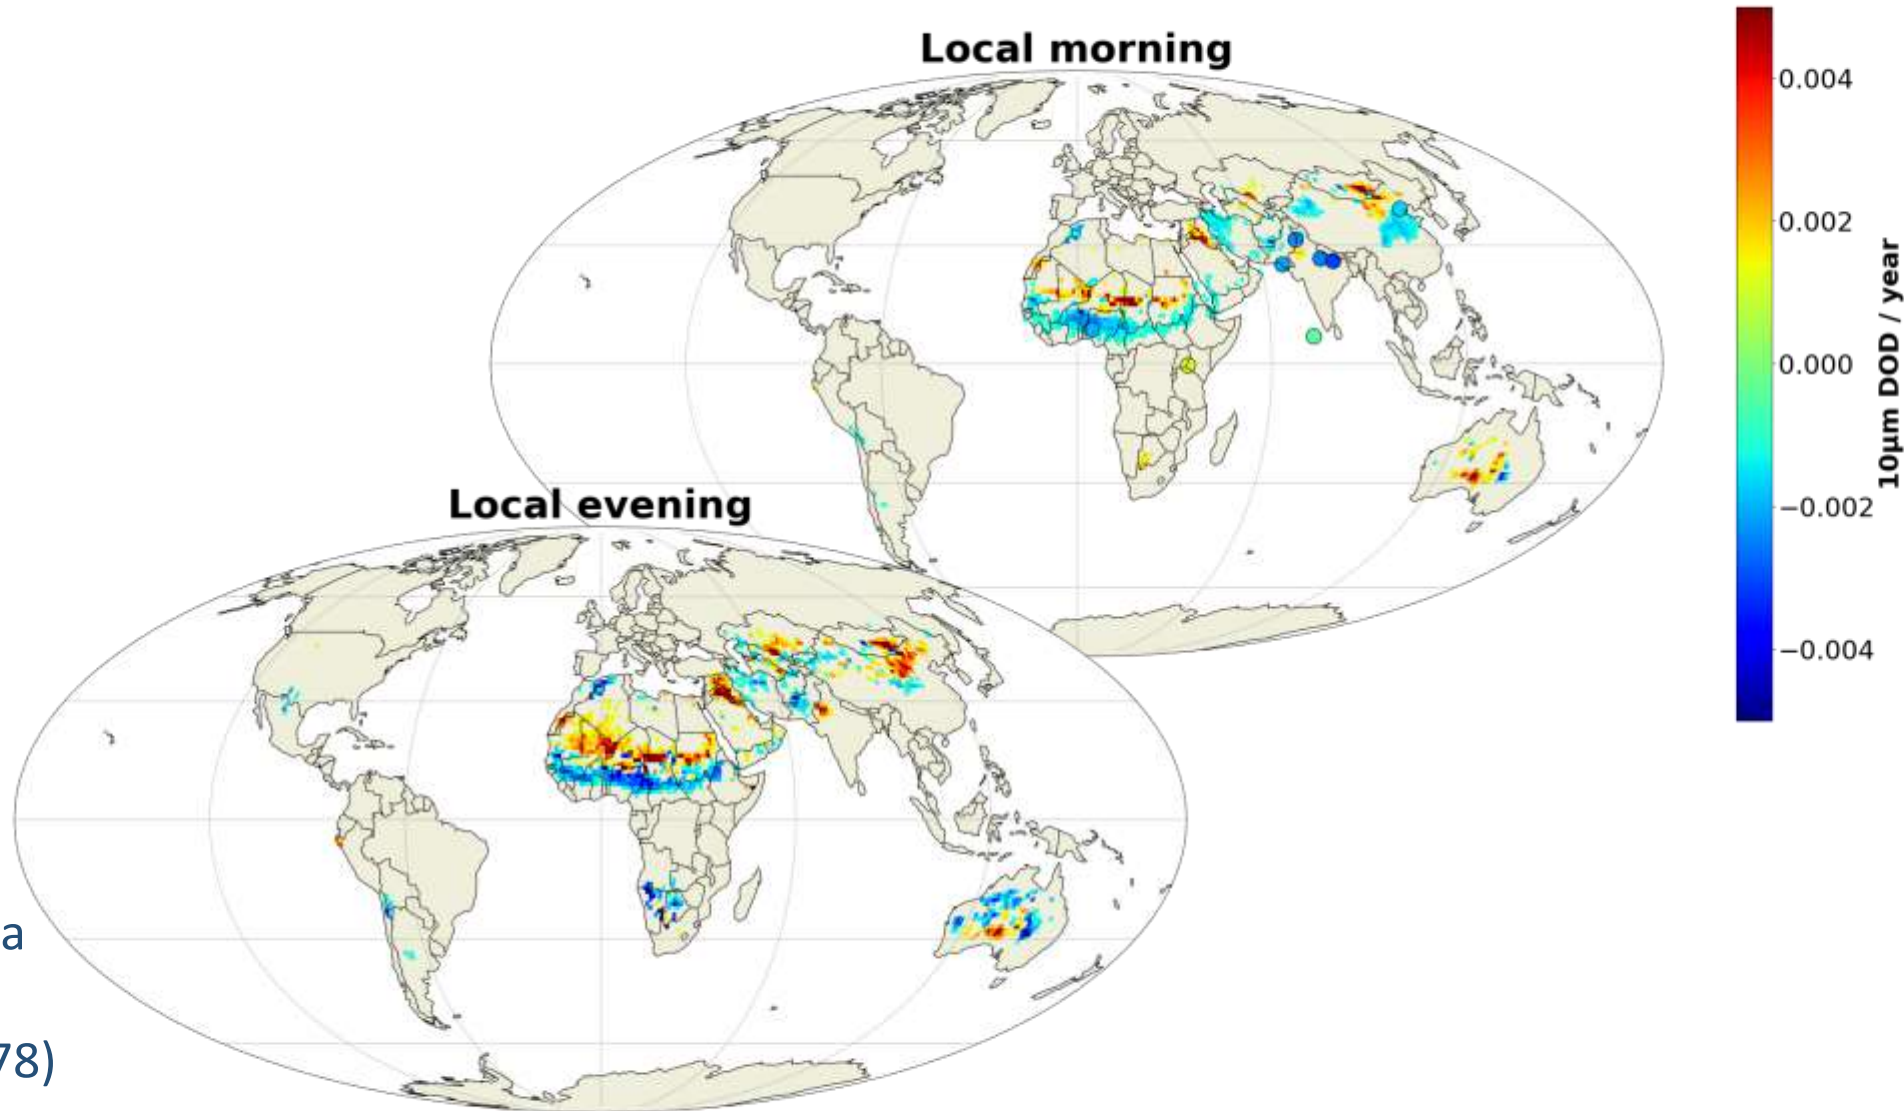 Local morning
Local evening
0.004
0.002
0.000
−0.002
−0.004
10µm DOD / year
a
78)